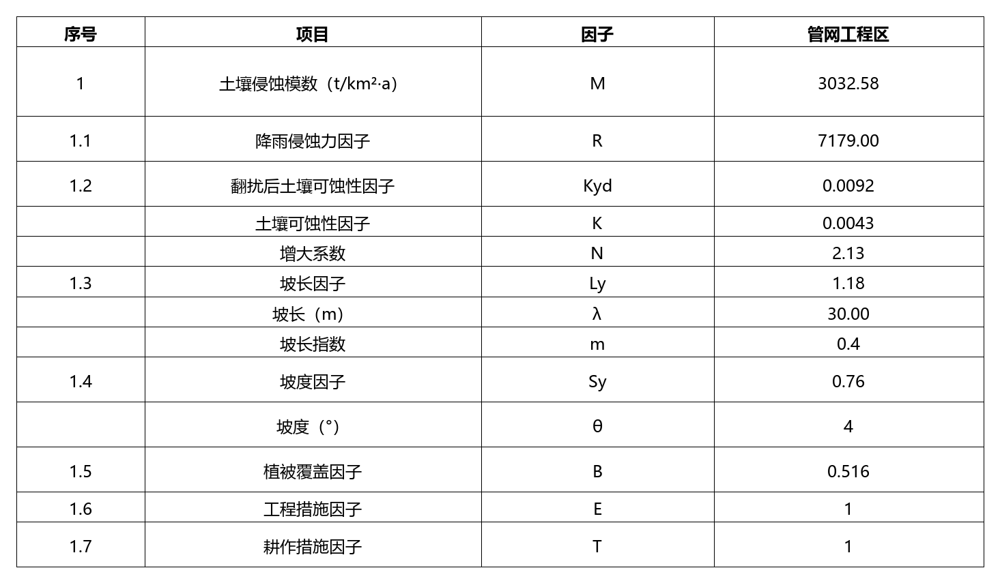 序号 项目 因子 管网工程区
1 土壤侵蚀模数（t/km²·a） M 3032.58
1.1 降雨侵蚀力因子 R 7179.00
1.2 翻扰后土壤可蚀性因子 Kyd 0.0092
土壤可蚀性因子 K 0.0043
增大系数 N 2.13
1.3 坡长因子 Ly 1.18
坡长（m） λ 30.00
坡长指数 m 0.4
1.4 坡度因子 Sy 0.76
坡度（°） θ 4
1.5 植被覆盖因子 B 0.516
1.6 工程措施因子 E 1
1.7 耕作措施因子 T 1